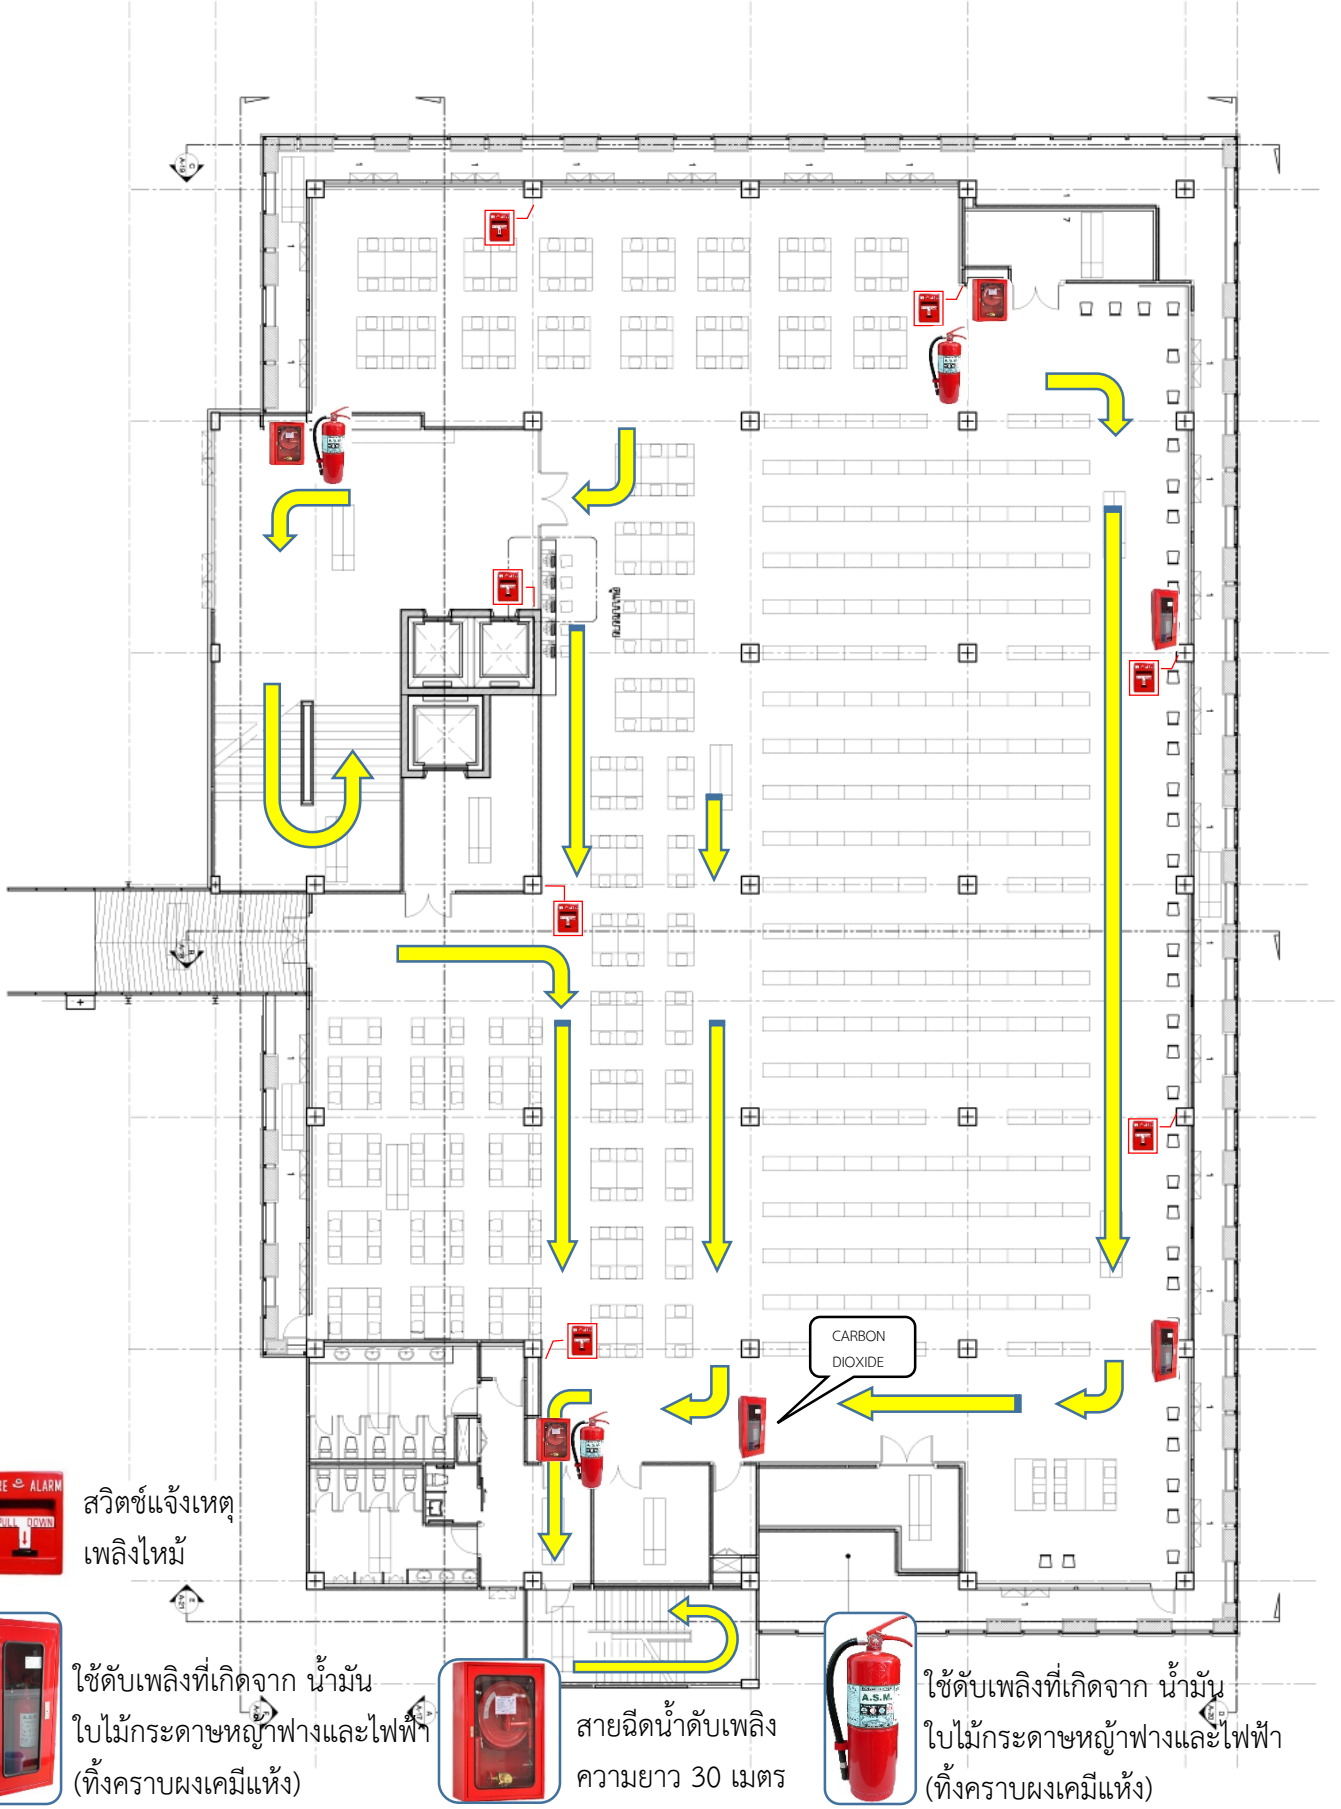 CARBON
DIOXIDE
FIRE ALARM
PULL DOWN
สวิตช์แจ้งเหตุ
เพลิงไหม้
ใช้ดับเพลิงที่เกิดจาก น้ำมัน
ใบไม้กระดาษหญ้าฟางและไฟฟ้า
(ทิ้งคราบผงเคมีแห้ง)
สายฉีดน้ำดับเพลิง
ความยาว 30 เมตร
A.S.M.
ใช้ดับเพลิงที่เกิดจาก น้ำมัน
ใบไม้กระดาษหญ้าฟางและไฟฟ้า
(ทิ้งคราบผงเคมีแห้ง)